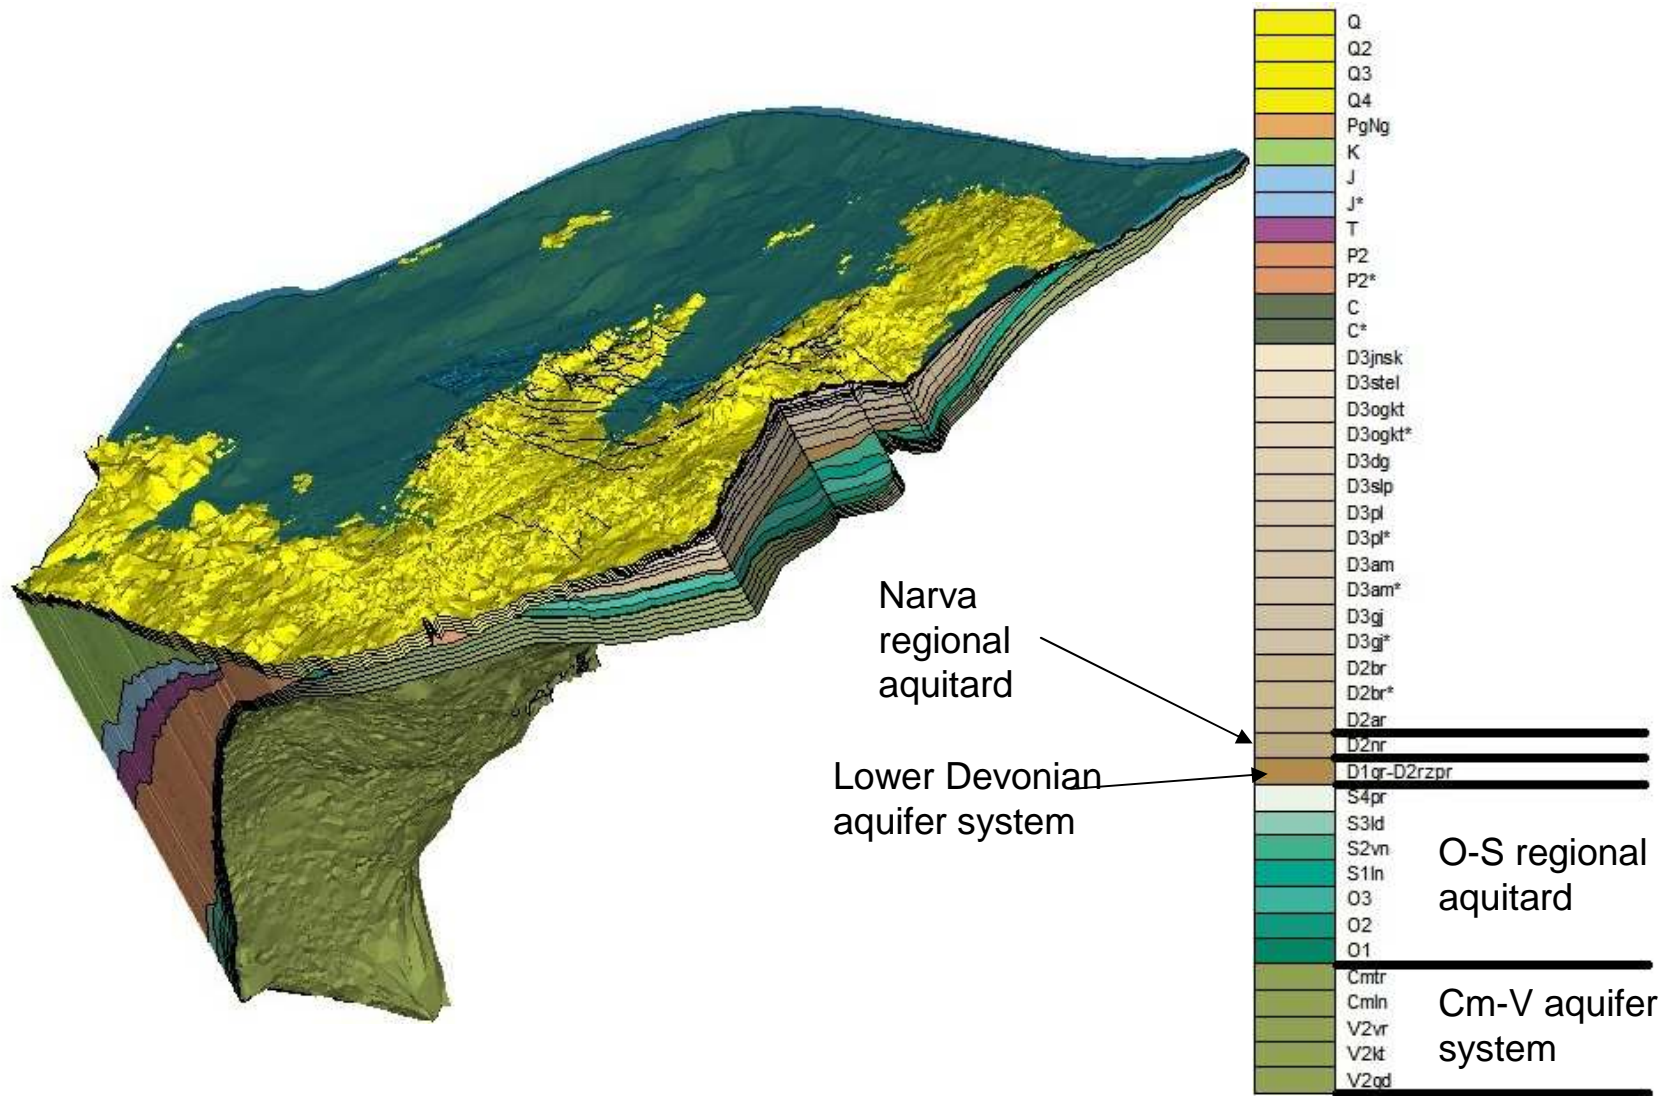 Q
Q2
Q3
Q4
PgNg
K
J
J*
T
P2
P2*
C
C*
D3jnsk
D3stel
D3ogkt
D3ogkt*
D3dg
D3slp
D3pl
D3pl*
D3am
D3am*
D3gj
D3gj*
D2br
D2br*
D2ar
D2nr
D1gr-D2rzpr
S4pr
S3ld
S2vn
S1ln
O3
O2
O1
Cmtr
Cmln
V2vr
V2kt
V2gd
Narva
regional
aquitard
Lower Devonian
aquifer system
O-S regional
aquitard
Cm-V aquifer
system